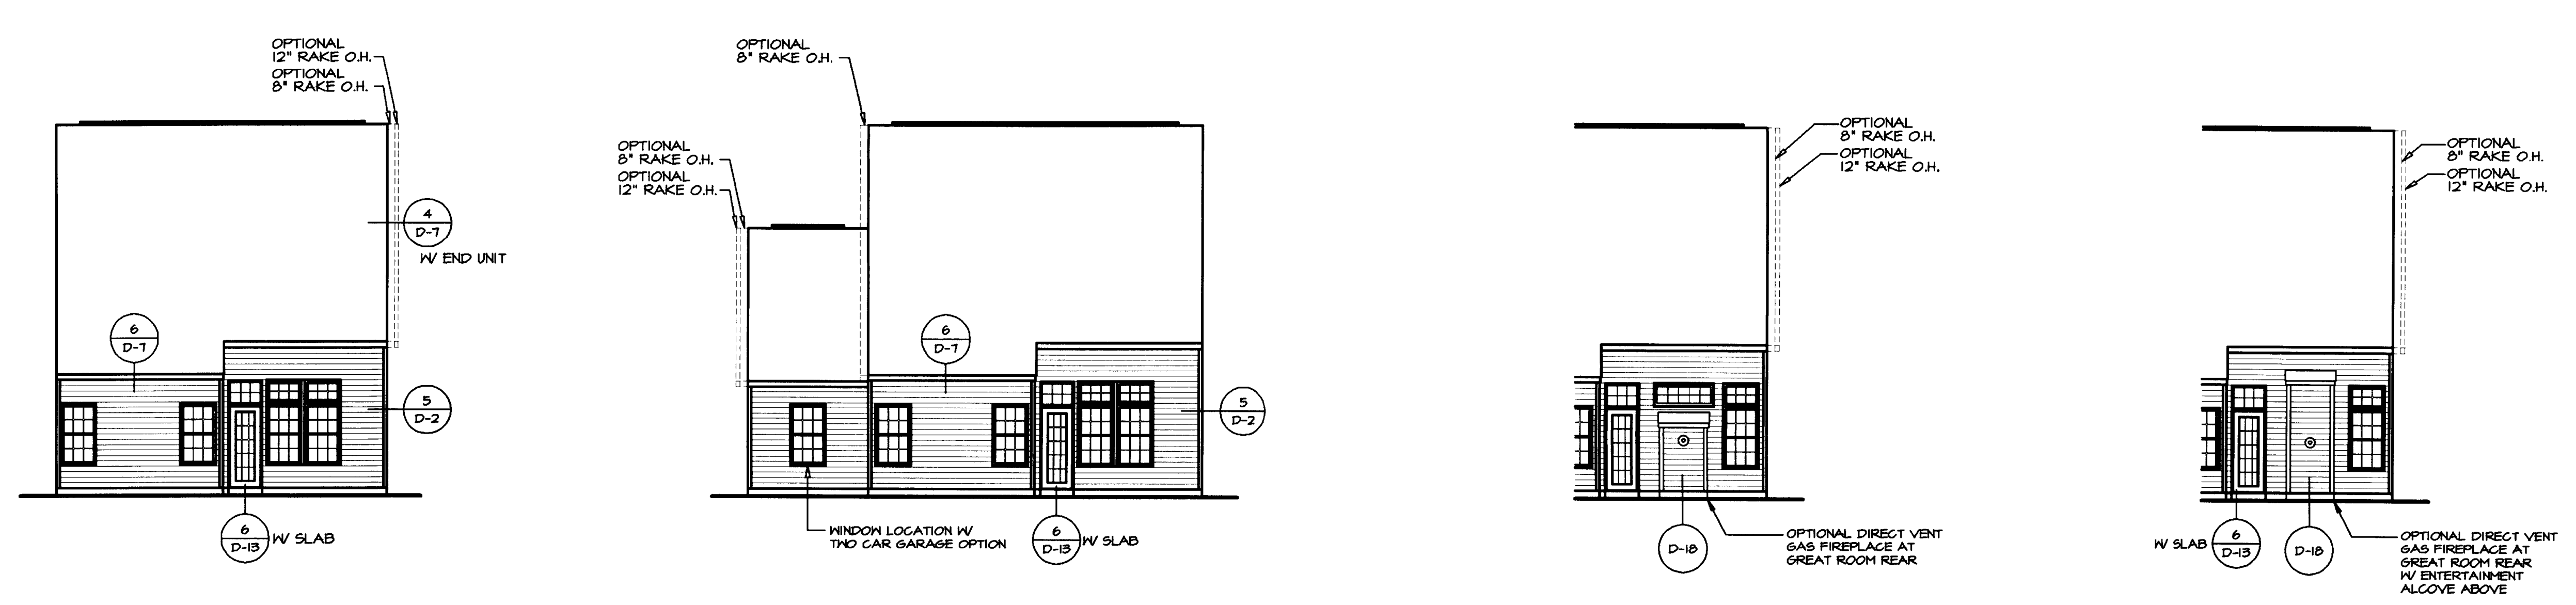 OPTIONAL
12" RAKE O.H.
OPTIONAL
8" RAKE O.H.
4
D-7
W/ END UNIT
6
D-7
5
D-2
6
D-13
W/ SLAB
OPTIONAL
8" RAKE O.H.
OPTIONAL
8" RAKE O.H.
OPTIONAL
12" RAKE O.H.
6
D-7
5
D-2
WINDOW LOCATION W/
TWO CAR GARAGE OPTION
6
D-13
W/ SLAB
OPTIONAL
8" RAKE O.H.
OPTIONAL
12" RAKE O.H.
D-18
OPTIONAL DIRECT VENT
GAS FIREPLACE AT
GREAT ROOM REAR
OPTIONAL
8" RAKE O.H.
OPTIONAL
12" RAKE O.H.
W/ SLAB
6
D-13
D-18
OPTIONAL DIRECT VENT
GAS FIREPLACE AT
GREAT ROOM REAR
W/ ENTERTAINMENT
ALCOVE ABOVE